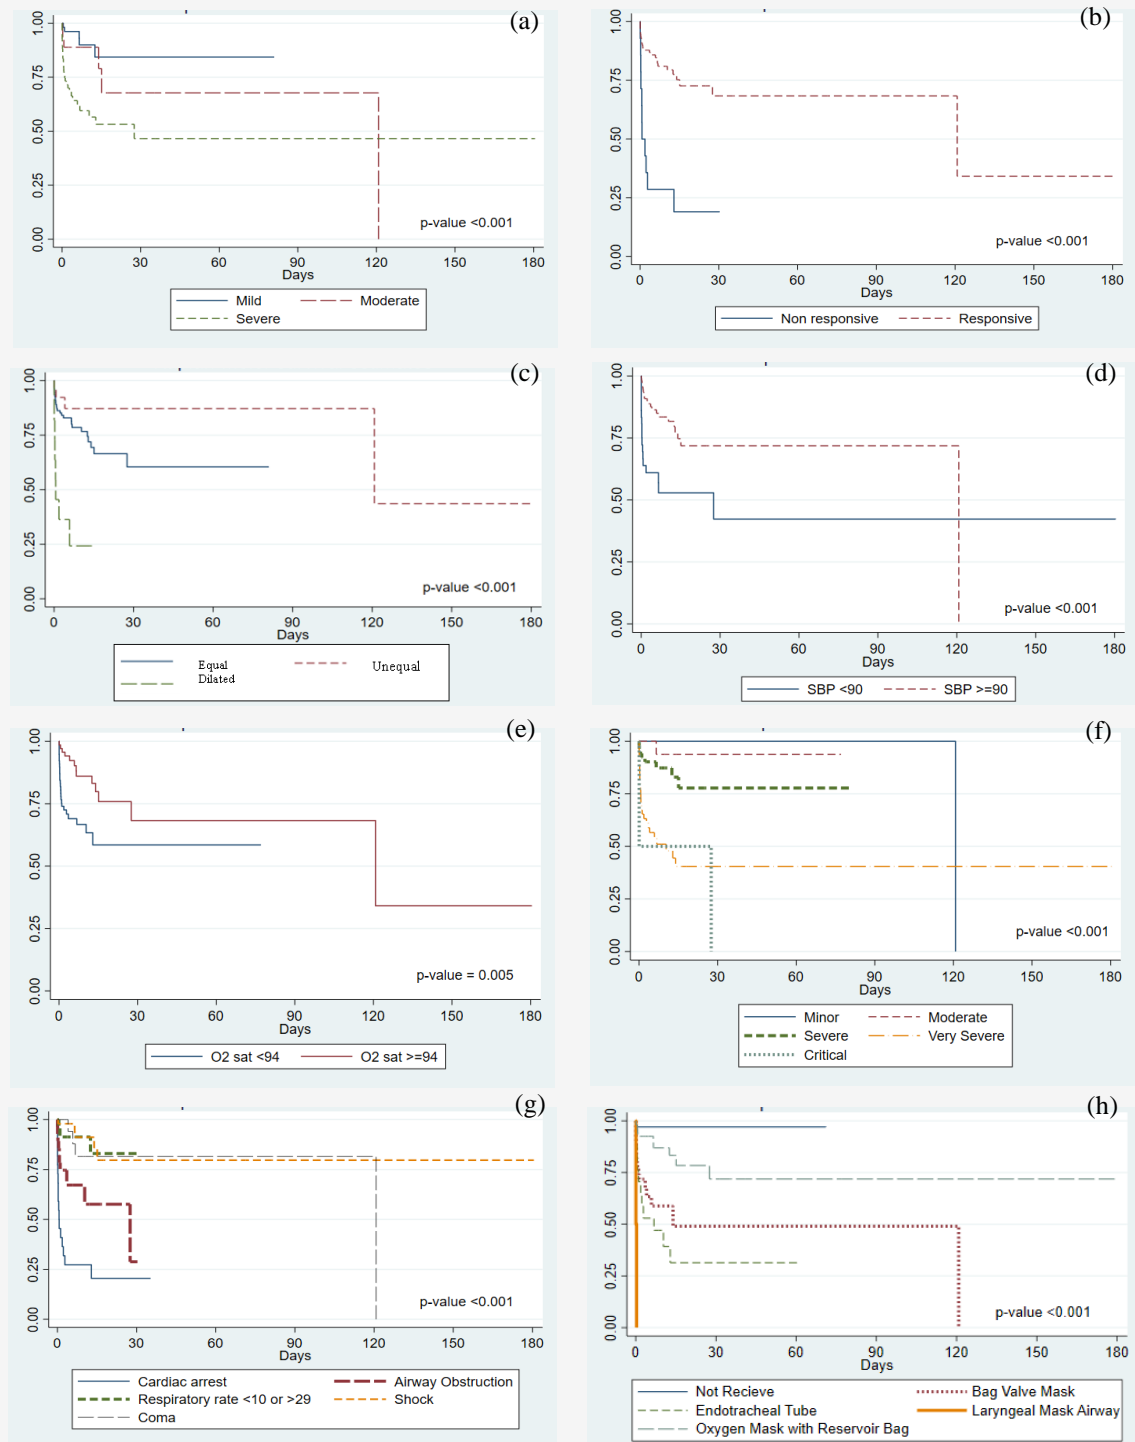 (a)
1.00
0.75
0.50
0.25
0.00
p-value <0.001
0 30 60 90 120 150 180
Days
Mild Moderate
Severe
(b)
1.00
0.75
0.50
0.25
0.00
p-value <0.001
0 30 60 90 120 150 180
Days
Non responsive Responsive
(c)
1.00
0.75
0.50
0.25
0.00
p-value <0.001
0 30 60 90 120 150 180
Days
Equal Unequal
Dilated
(d)
1.00
0.75
0.50
0.25
0.00
p-value <0.001
0 30 60 90 120 150 180
Days
SBP <90 SBP >=90
(e)
1.00
0.75
0.50
0.25
0.00
p-value = 0.005
0 30 60 90 120 150 180
Days
O2 sat <94 O2 sat >=94
(f)
1.00
0.75
0.50
0.25
0.00
p-value <0.001
0 30 60 90 120 150 180
Days
Minor Moderate
Severe Very Severe
Critical
(g)
1.00
0.75
0.50
0.25
0.00
p-value <0.001
0 30 60 90 120 150 180
Days
Cardiac arrest Airway Obstruction
Respiratory rate <10 or >29 Shock
Coma
(h)
1.00
0.75
0.50
0.25
0.00
p-value <0.001
0 30 60 90 120 150 180
Days
Not Recieve Bag Valve Mask
Endotracheal Tube Laryngeal Mask Airway
Oxygen Mask with Reservoir Bag